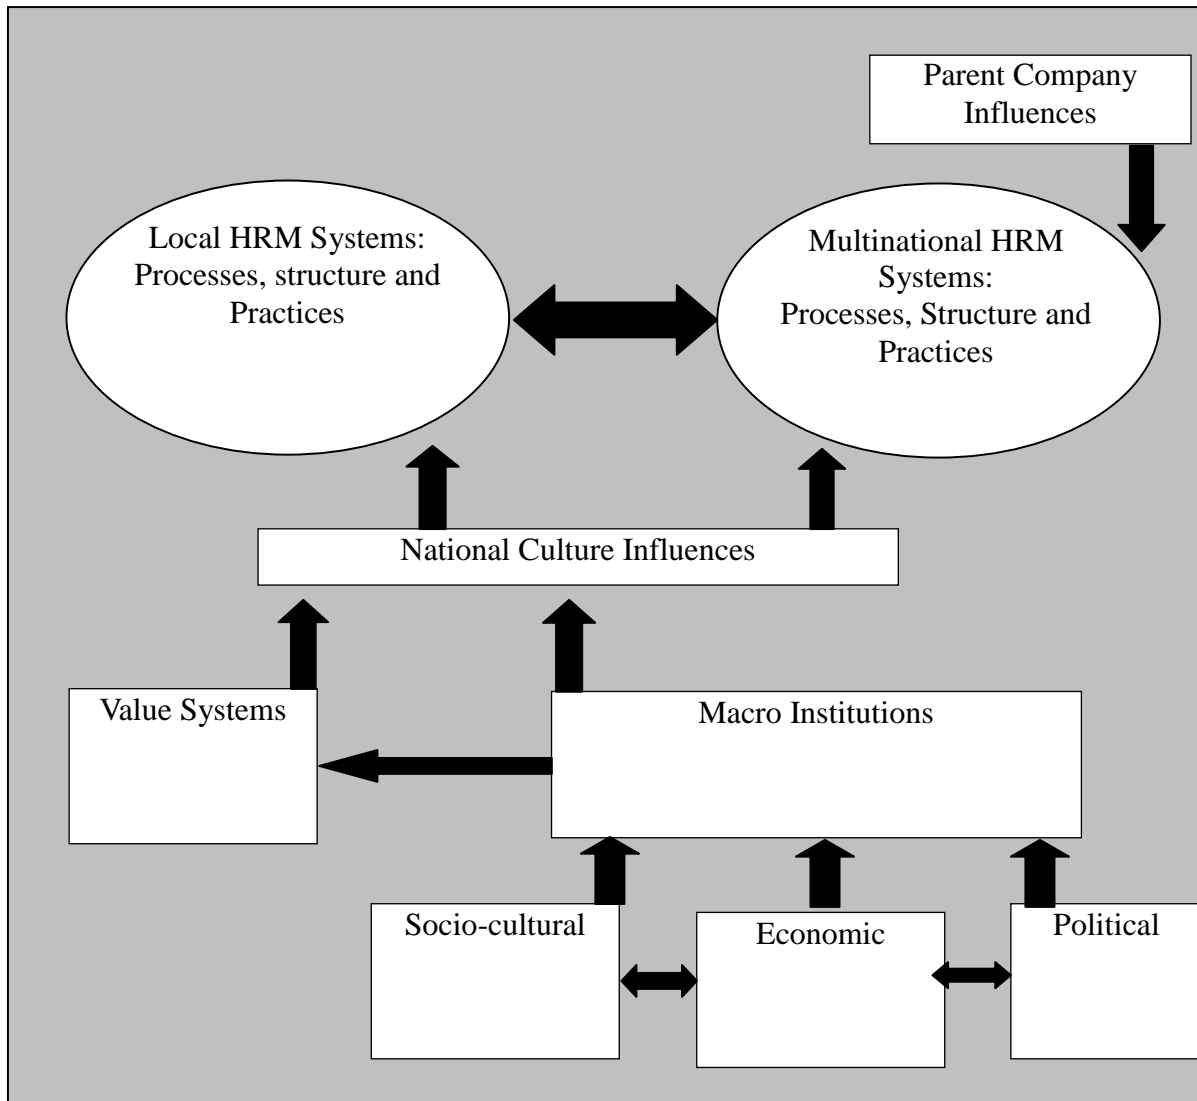 Parent Company
Influences
Local HRM Systems:
Processes, structure and
Practices
Multinational HRM
Systems:
Processes, Structure and
Practices
National Culture Influences
Value Systems
Macro Institutions
Socio-cultural
Economic
Political